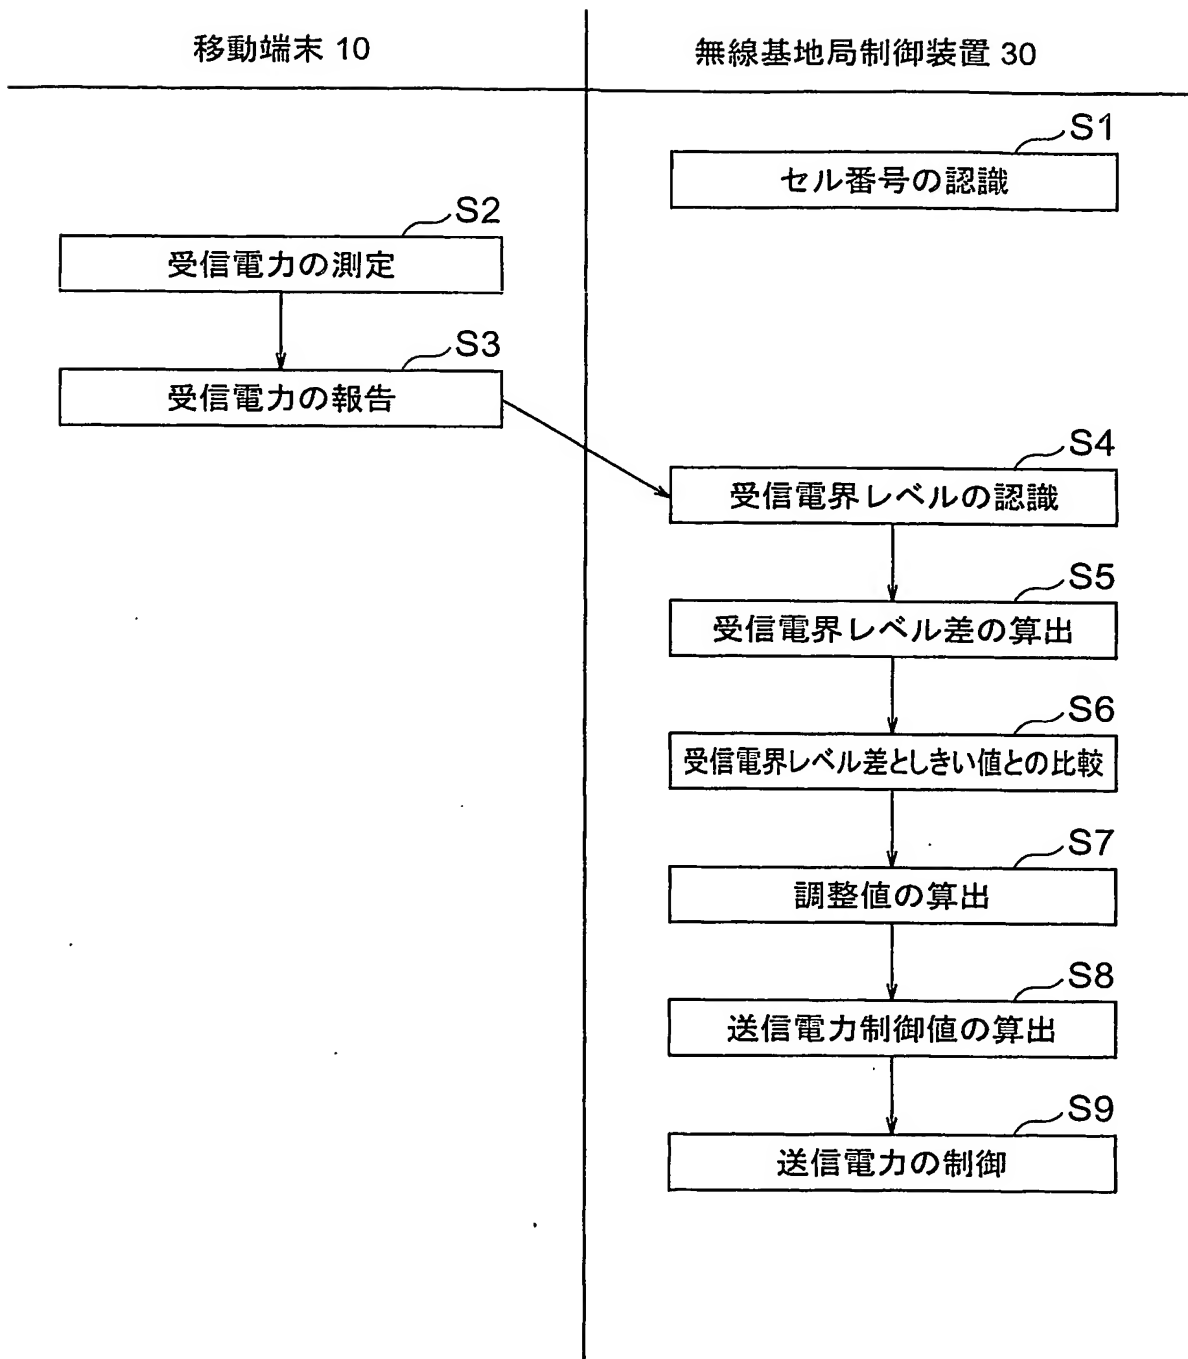 移動端末 10
無線基地局制御装置 30
S1
セル番号の認識
S2
受信電力の測定
S3
受信電力の報告
S4
受信電界レベルの認識
S5
受信電界レベル差の算出
S6
受信電界レベル差としきい値との比較
S7
調整値の算出
S8
送信電力制御値の算出
S9
送信電力の制御